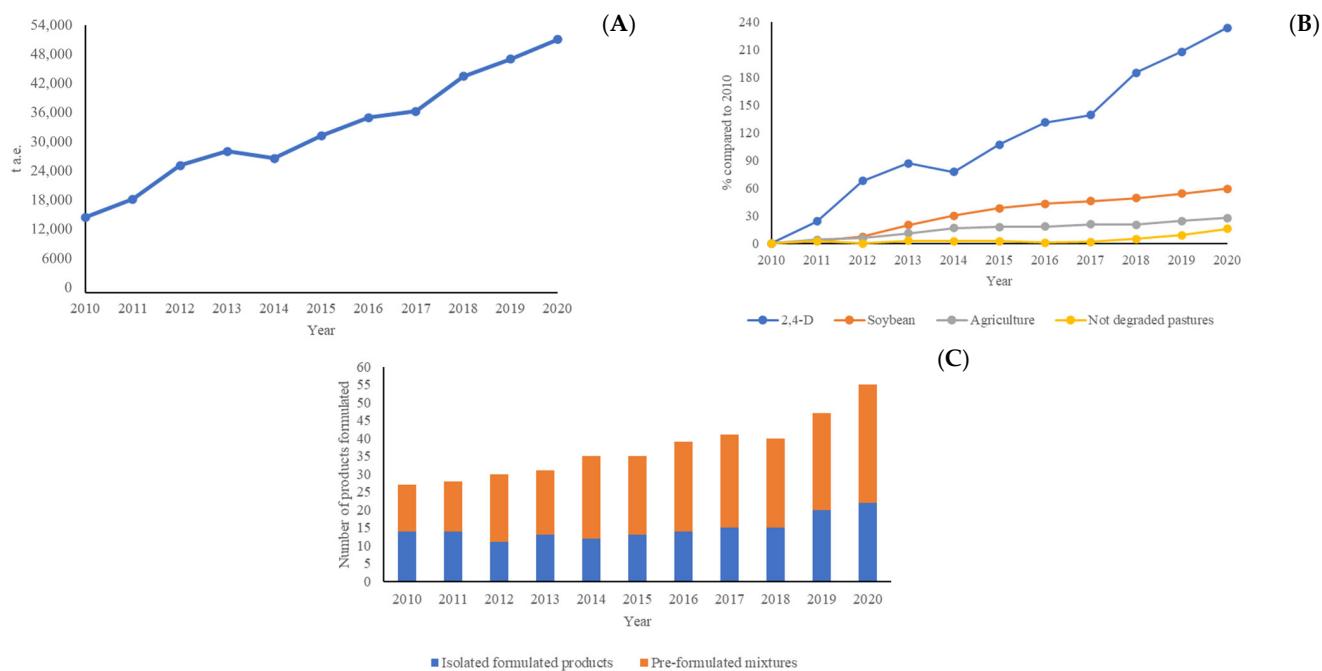 (A)
54,000
48,000
42,000
36,000
30,000
24,000
18,000
12,000
6000
0
t a.e.
2010 2011 2012 2013 2014 2015 2016 2017 2018 2019 2020
Year
(B)
240
210
180
150
120
90
60
30
0
% compared to 2010
2010 2011 2012 2013 2014 2015 2016 2017 2018 2019 2020
Year
2,4-D Soybean Agriculture Not degraded pastures
(C)
60
55
50
45
40
35
30
25
20
15
10
5
0
Number of products formulated
2010 2011 2012 2013 2014 2015 2016 2017 2018 2019 2020
Year
Isolated formulated products Pre-formulated mixtures